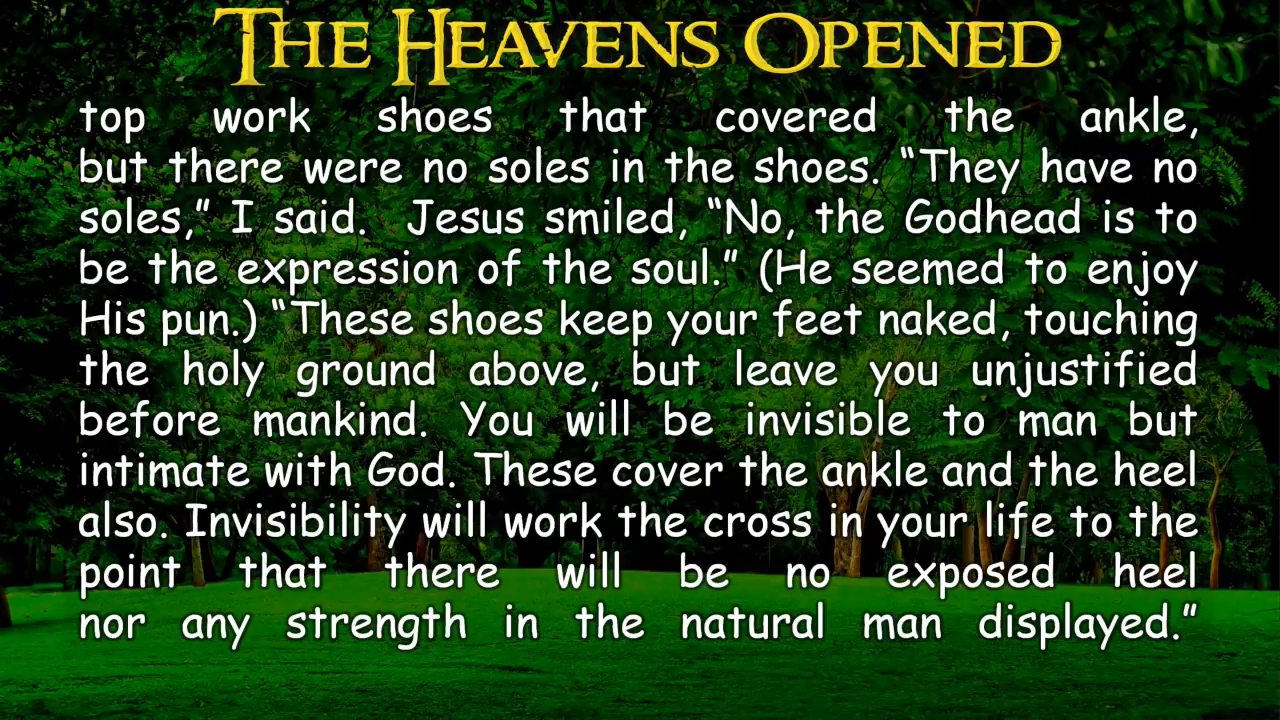 THE HEAVENS OPENED
top work shoes that covered the ankle,
but there were no soles in the shoes. “They have no
soles,” I said. Jesus smiled, “No, the Godhead is to
be the expression of the soul.” (He seemed to enjoy
His pun.) “These shoes keep your feet naked, touching
the holy ground above, but leave you unjustified
before mankind. You will be invisible to man but
intimate with God. These cover the ankle and the heel
also. Invisibility will work the cross in your life to the
point that there will be no exposed heel
nor any strength in the natural man displayed.”